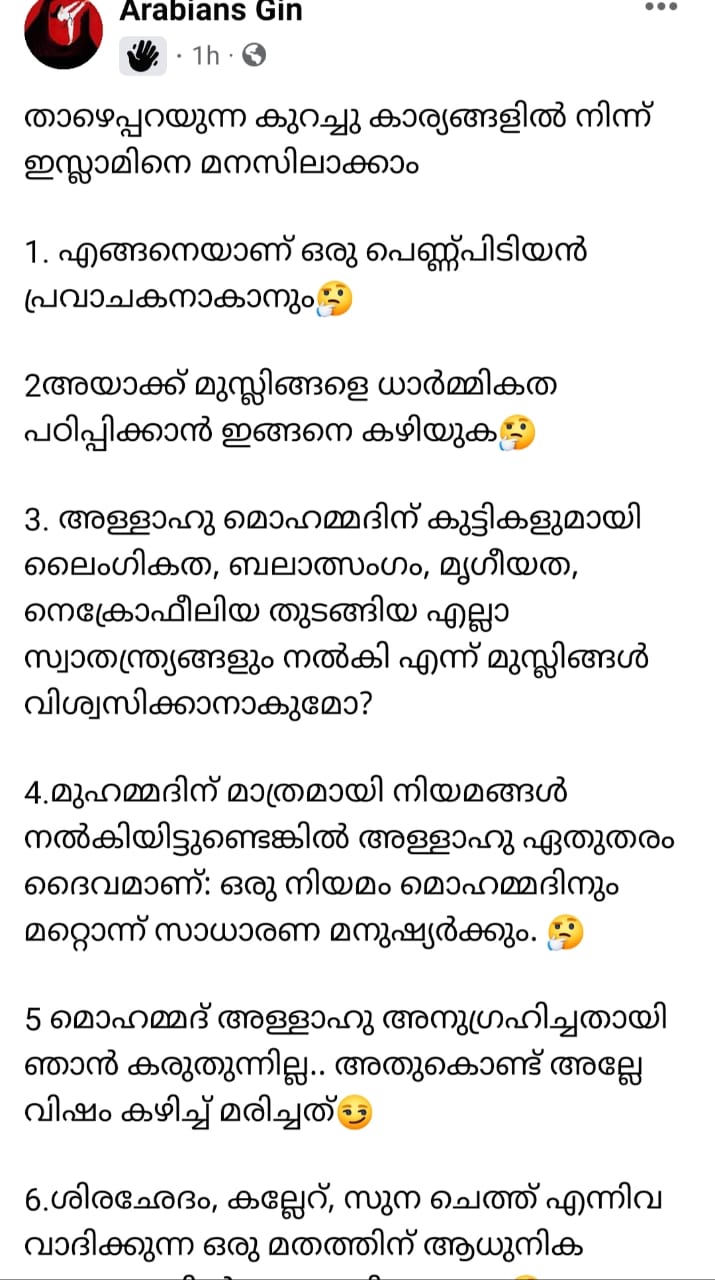 Arabians Gin
· 1h ·
താഴെപ്പറയുന്ന കുറച്ചു കാര്യങ്ങളിൽ നിന്ന്
ഇസ്ലാമിനെ മനസിലാക്കാം
1. എങ്ങനെയാണ് ഒരു പെണ്ണ്പിടിയൻ
പ്രവാചകനാകാനും🤔
2അയാക്ക് മുസ്ലിങ്ങളെ ധാർമ്മികത
പഠിപ്പിക്കാൻ ഇങ്ങനെ കഴിയുക🤔
3. അള്ളാഹു മൊഹമ്മദിന് കുട്ടികളുമായി
ലൈംഗികത, ബലാത്സംഗം, മൃഗീയത,
നെക്രോഫീലിയ തുടങ്ങിയ എല്ലാ
സ്വാതന്ത്ര്യങ്ങളും നൽകി എന്ന് മുസ്ലിങ്ങൾ
വിശ്വസിക്കാനാകുമോ?
4.മുഹമ്മദിന് മാത്രമായി നിയമങ്ങൾ
നൽകിയിട്ടുണ്ടെങ്കിൽ അള്ളാഹു ഏതുതരം
ദൈവമാണ്: ഒരു നിയമം മൊഹമ്മദിനും
മറ്റൊന്ന് സാധാരണ മനുഷ്യർക്കും. 🤔
5 മൊഹമ്മദ് അള്ളാഹു അനുഗ്രഹിച്ചതായി
ഞാൻ കരുതുന്നില്ല.. അതുകൊണ്ട് അല്ലേ
വിഷം കഴിച്ച് മരിച്ചത്😏
6.ശിരഛേദം, കല്ലേറ്, സുന ചെത്ത് എന്നിവ
വാദിക്കുന്ന ഒരു മതത്തിന് ആധുനിക